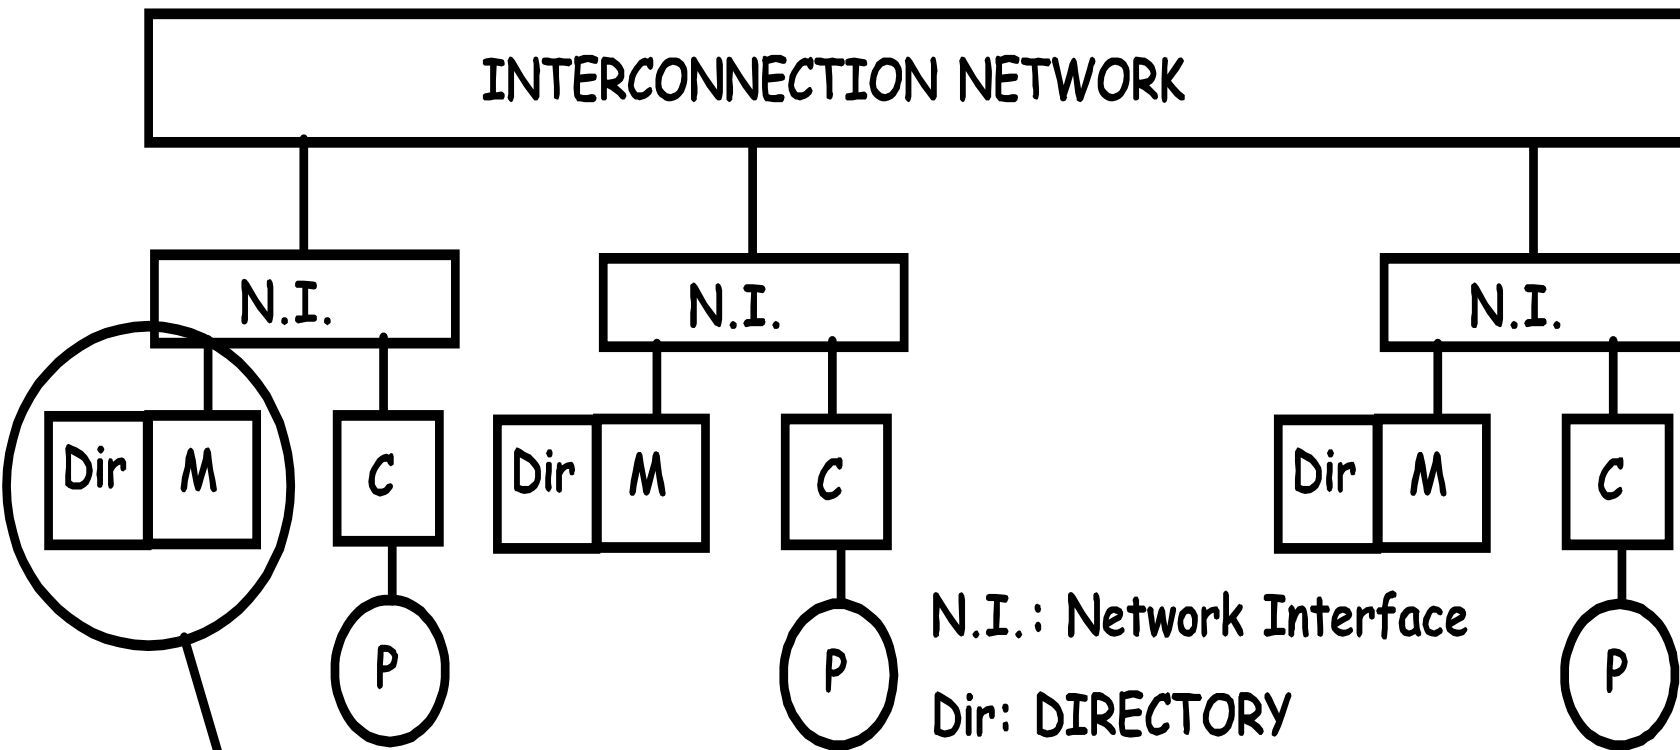 INTERCONNECTION NETWORK
N.I. N.I. N.I.
Dir M C Dir M C Dir M C
N.I.: Network Interface
P P P
Dir: DIRECTORY